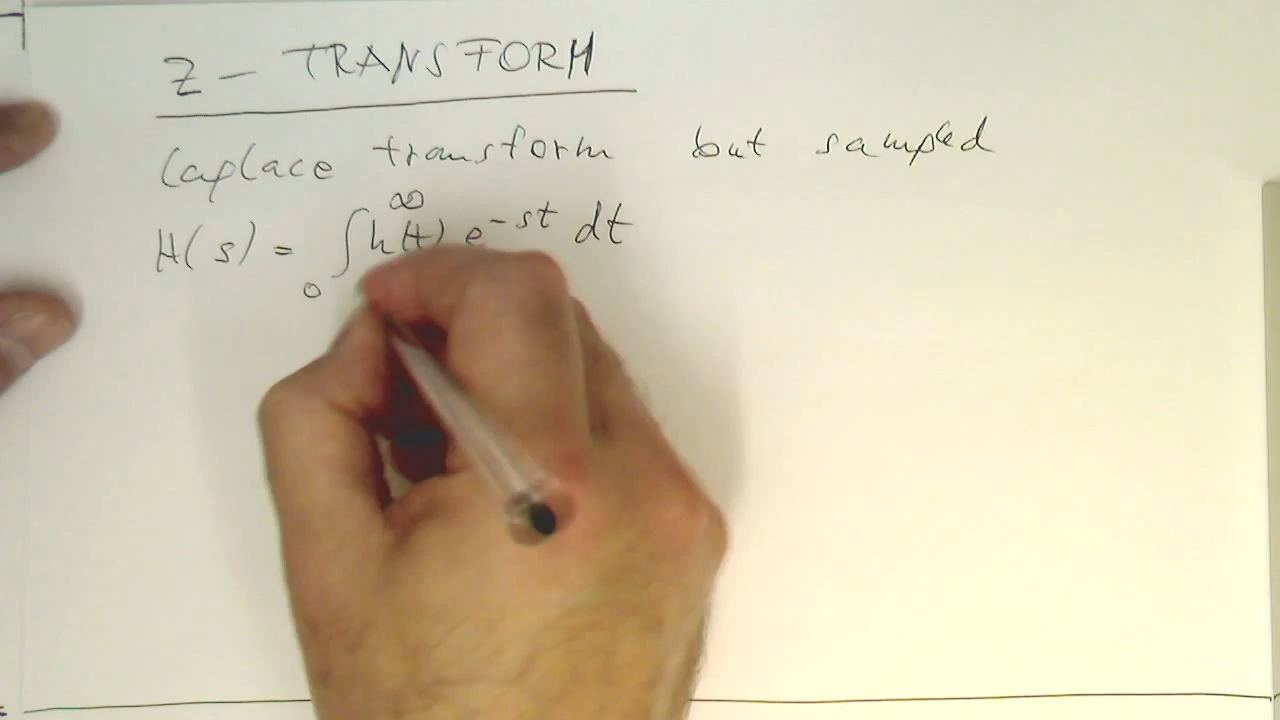 Z - TRANSFORM
Laplace transform but sampled
H(s) = ∫₀^∞ h(t) e^{-st} dt